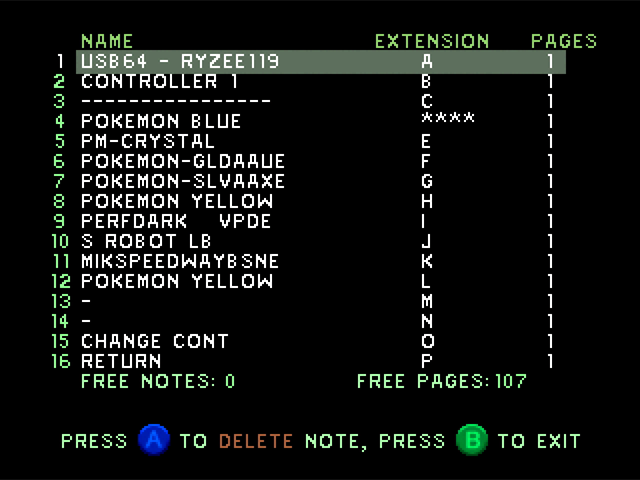 NAME EXTENSION PAGES
1 USB64 - RYZEE119 A 1
2 CONTROLLER 1 B 1
3 ---------------- C 1
4 POKEMON BLUE **** 1
5 PM-CRYSTAL E 1
6 POKEMON-GLDAAUE F 1
7 POKEMON-SLVAAXE G 1
8 POKEMON YELLOW H 1
9 PERFDARK VPDE I 1
10 S ROBOT LB J 1
11 MIKSPEEDWAYBSNE K 1
12 POKEMON YELLOW L 1
13 - M 1
14 - N 1
15 CHANGE CONT O 1
16 RETURN P 1
FREE NOTES: 0 FREE PAGES:107
PRESS A TO DELETE NOTE, PRESS B TO EXIT